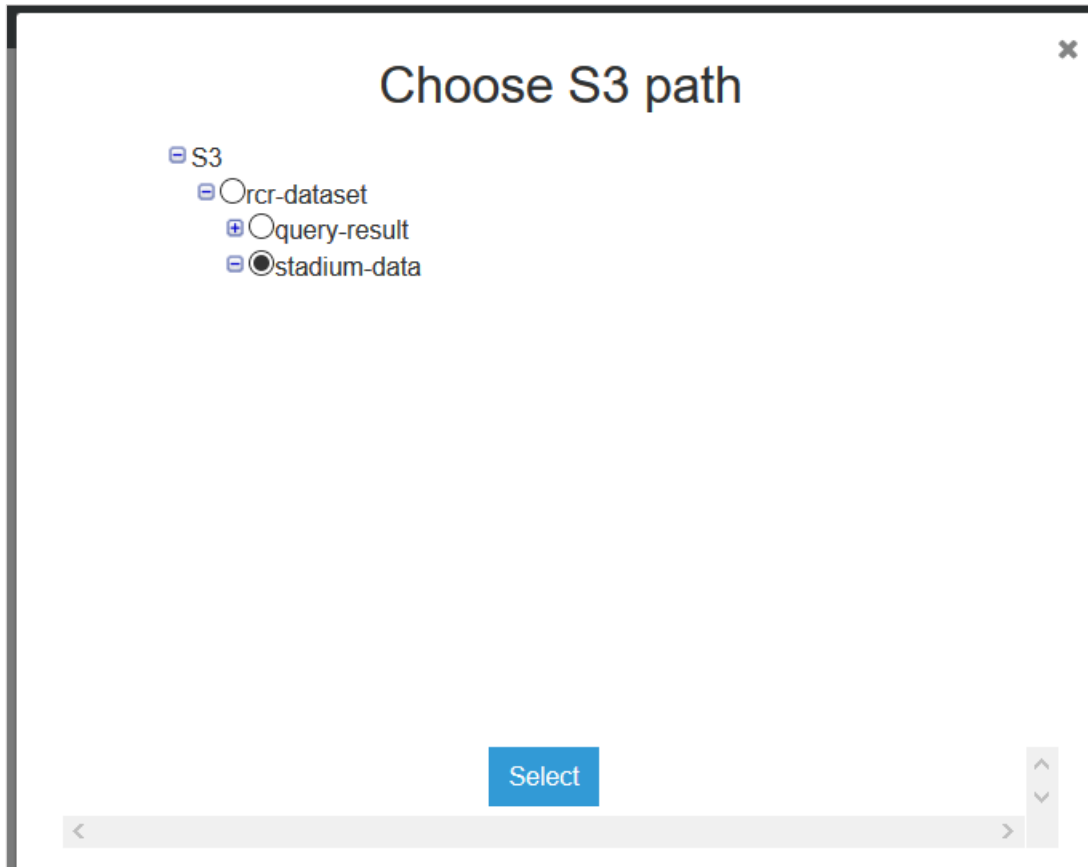 Choose S3 path
S3
rcr-dataset
query-result
stadium-data
Select